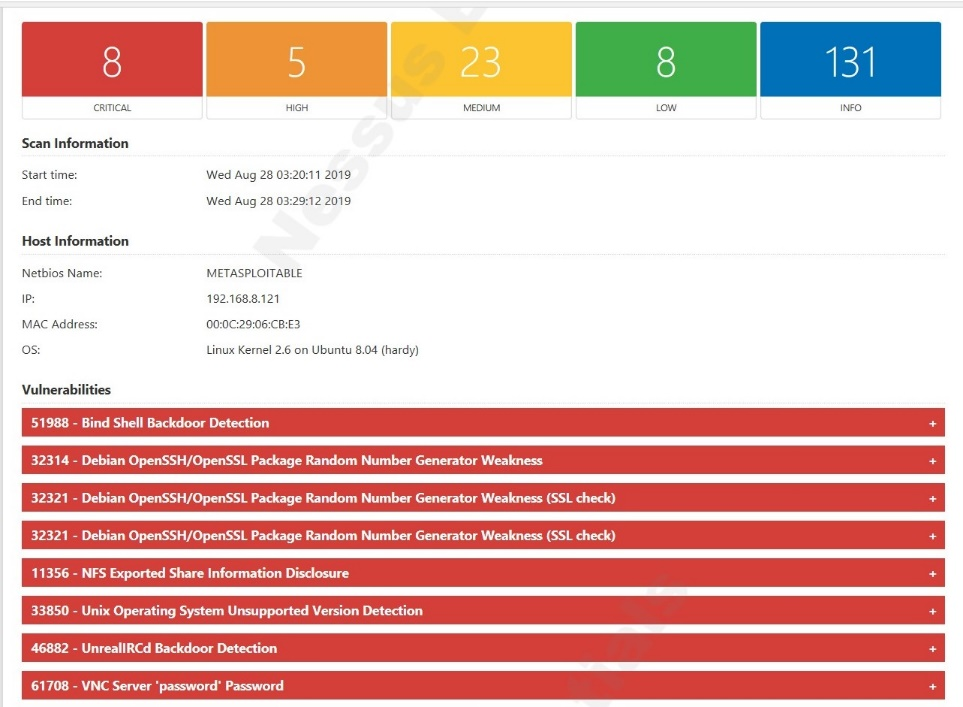 8 5 23 8 131
CRITICAL HIGH MEDIUM LOW INFO
Scan Information
Start time: Wed Aug 28 03:20:11 2019
End time: Wed Aug 28 03:29:12 2019
Host Information
Netbios Name: METASPLOITABLE
IP: 192.168.8.121
MAC Address: 00:0C:29:06:CB:E3
OS: Linux Kernel 2.6 on Ubuntu 8.04 (hardy)
Vulnerabilities
51988 - Bind Shell Backdoor Detection +
32314 - Debian OpenSSH/OpenSSL Package Random Number Generator Weakness +
32321 - Debian OpenSSH/OpenSSL Package Random Number Generator Weakness (SSL check) +
32321 - Debian OpenSSH/OpenSSL Package Random Number Generator Weakness (SSL check) +
11356 - NFS Exported Share Information Disclosure +
33850 - Unix Operating System Unsupported Version Detection +
46882 - UnrealIRCd Backdoor Detection +
61708 - VNC Server 'password' Password +
Nessus